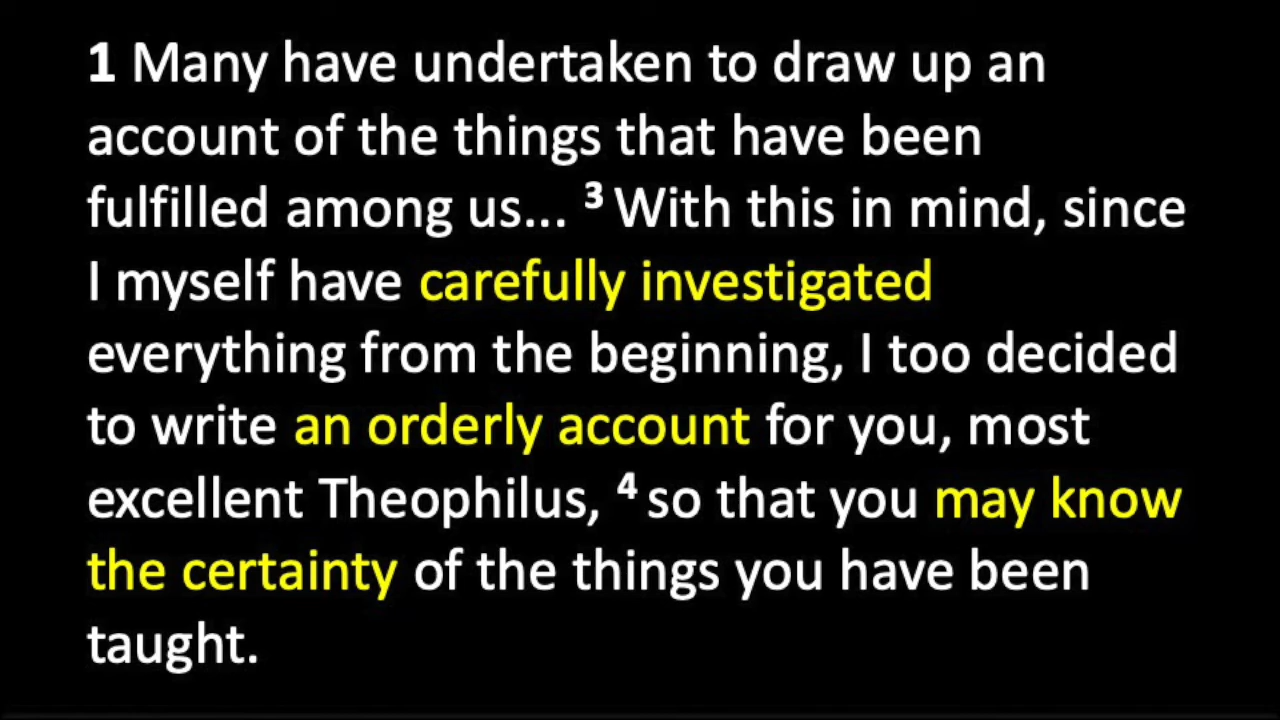 1 Many have undertaken to draw up an
account of the things that have been
fulfilled among us... ³ With this in mind, since
I myself have carefully investigated
everything from the beginning, I too decided
to write an orderly account for you, most
excellent Theophilus, ⁴ so that you may know
the certainty of the things you have been
taught.